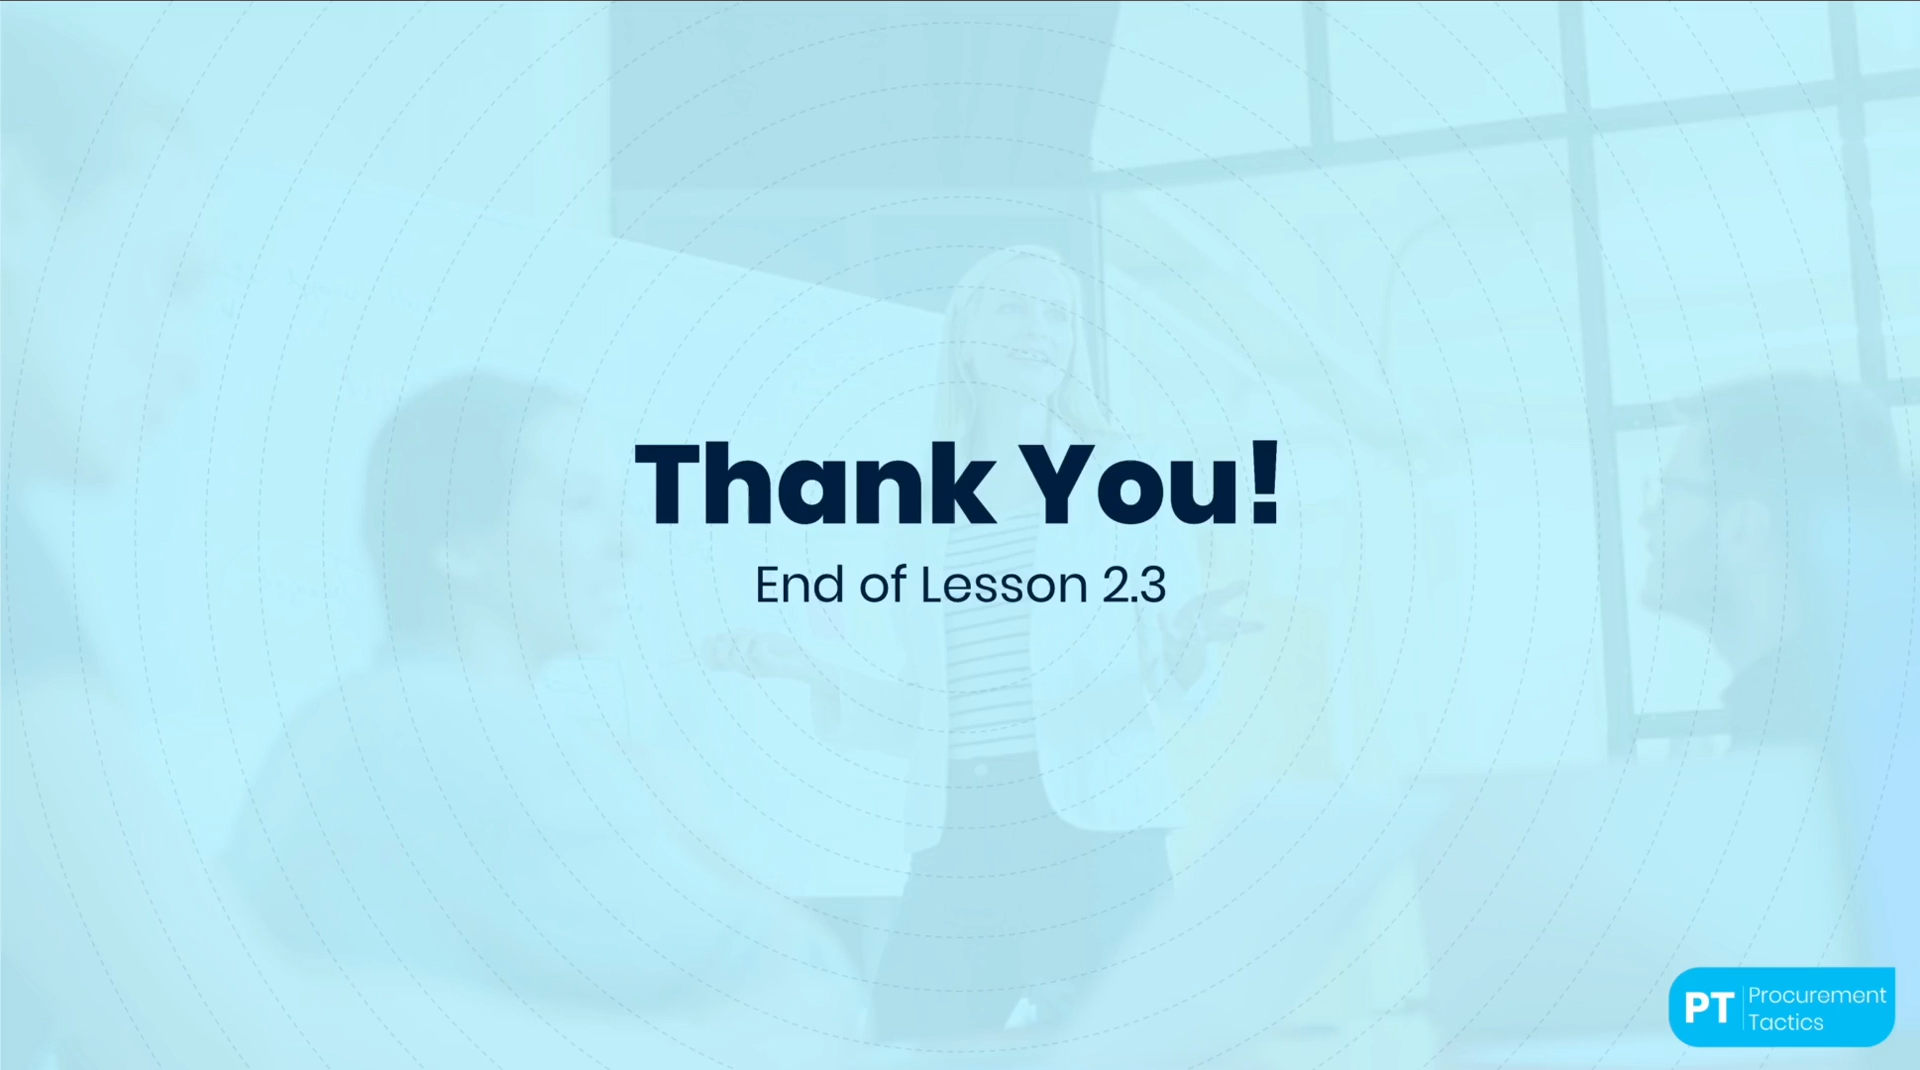 Thank You!
End of Lesson 2.3
PT
Procurement
Tactics